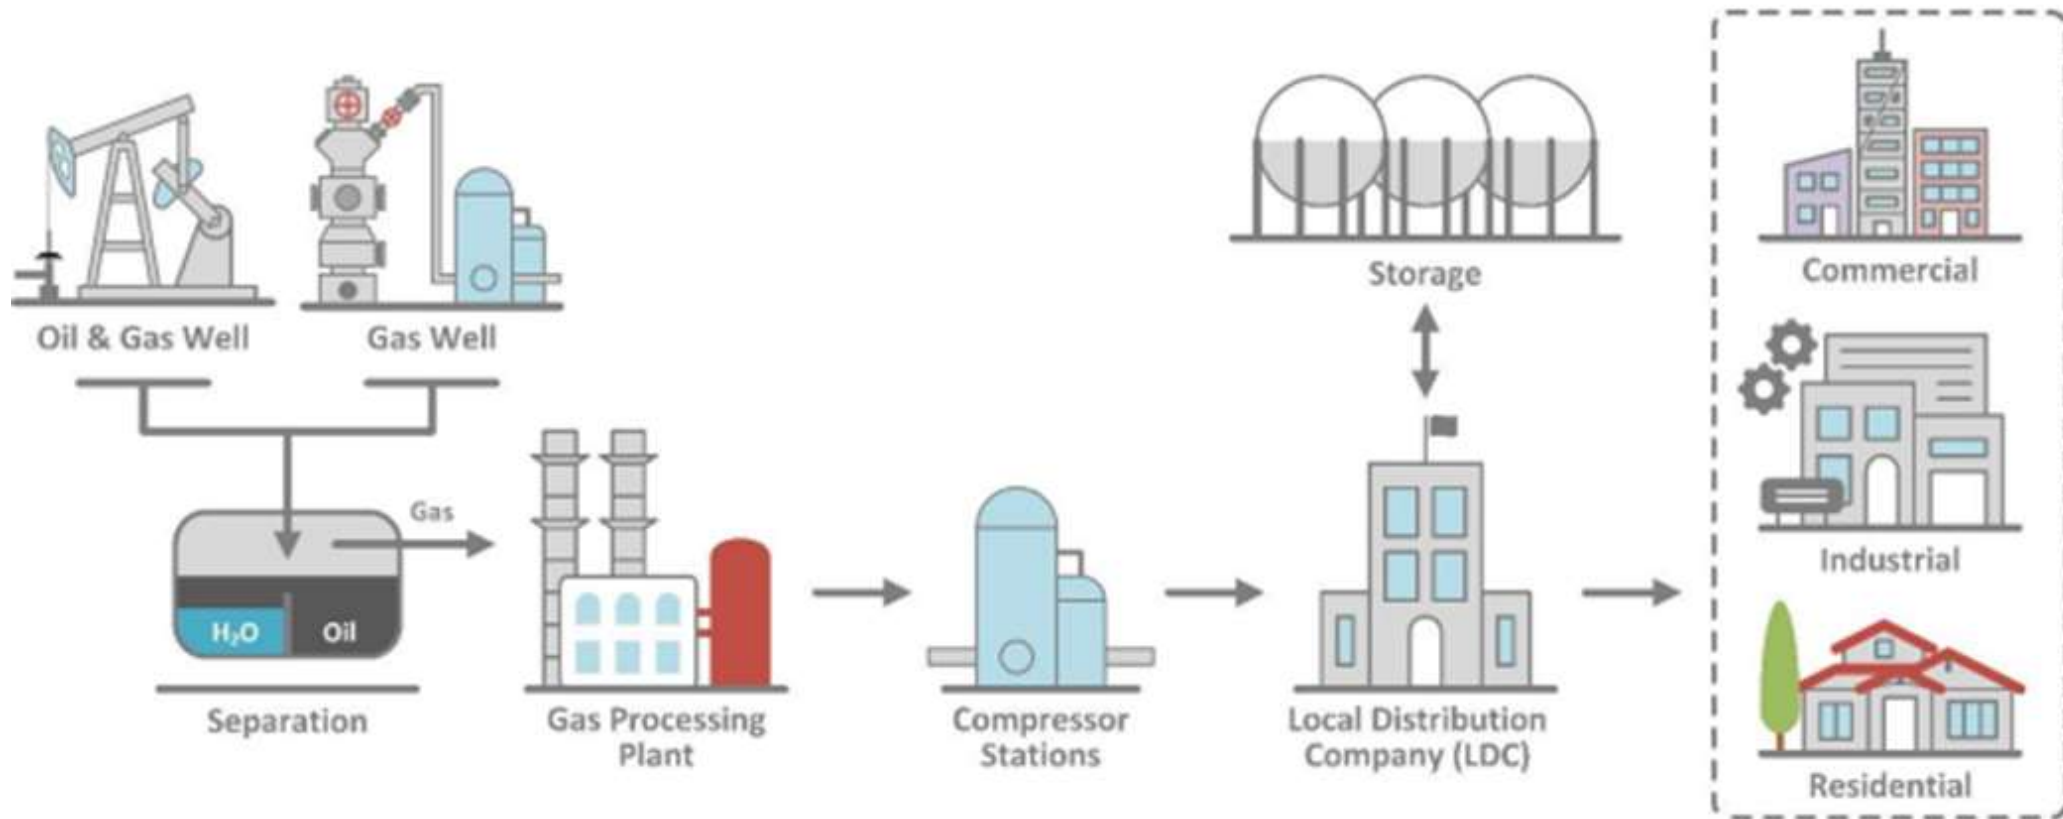 Oil & Gas Well
Gas Well
Gas
H₂O
Oil
Separation
Gas Processing
Plant
Compressor
Stations
Storage
Local Distribution
Company (LDC)
Commercial
Industrial
Residential